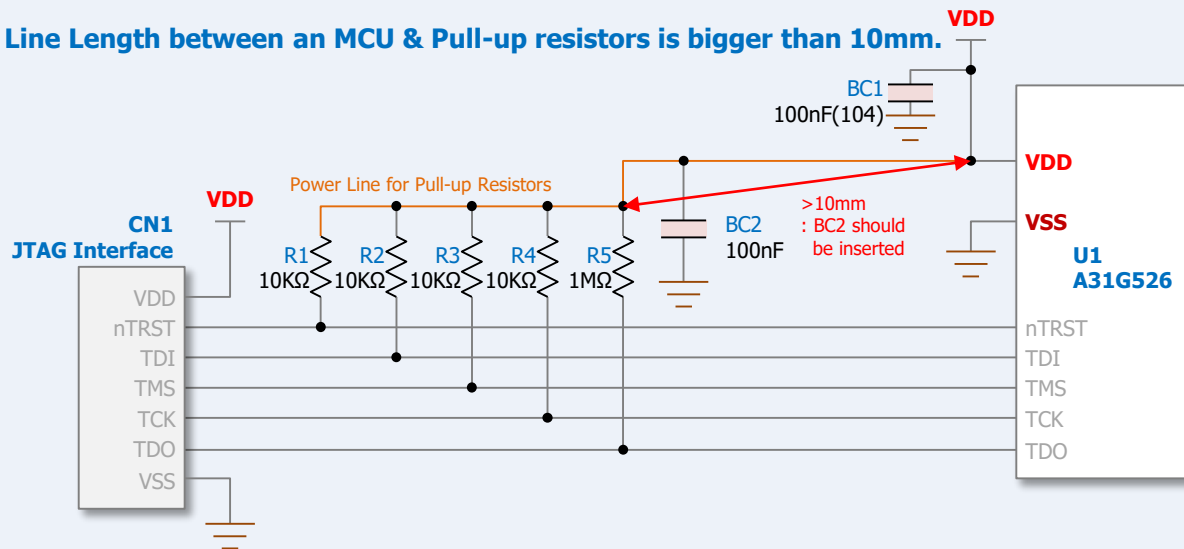 Line Length between an MCU & Pull-up resistors is bigger than 10mm.
VDD
BC1
100nF(104)
VDD
VSS
U1
A31G526
nTRST
TDI
TMS
TCK
TDO
Power Line for Pull-up Resistors
>10mm
: BC2 should
be inserted
BC2
100nF
R1
10KΩ
R2
10KΩ
R3
10KΩ
R4
10KΩ
R5
1MΩ
VDD
CN1
JTAG Interface
VDD
nTRST
TDI
TMS
TCK
TDO
VSS